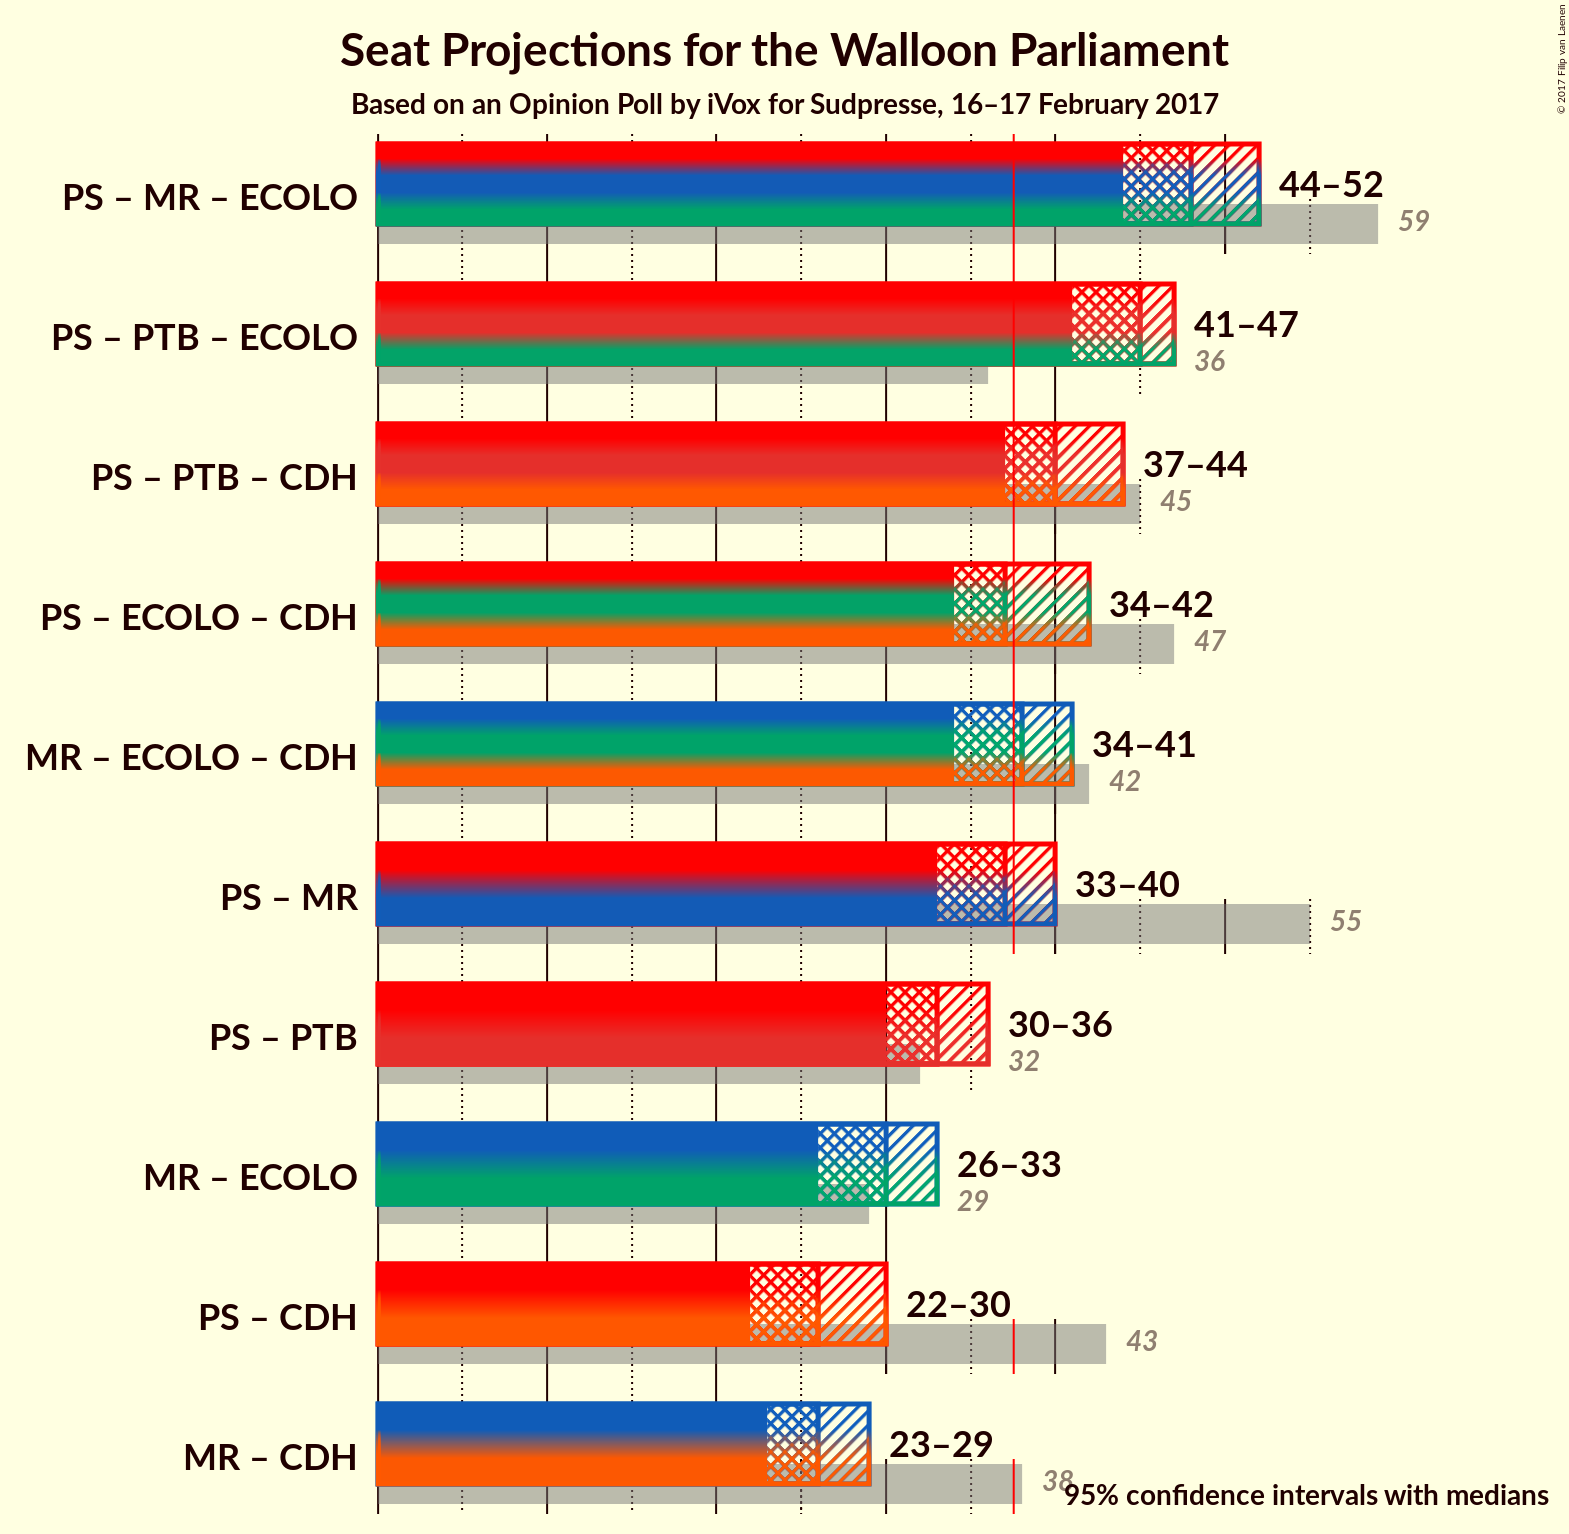 Seat Projections for the Walloon Parliament
Based on an Opinion Poll by iVox for Sudpresse, 16–17 February 2017
© 2017 Filip van Laenen
PS – MR – ECOLO
44–52
59
PS – PTB – ECOLO
41–47
36
PS – PTB – CDH
37–44
45
PS – ECOLO – CDH
34–42
47
MR – ECOLO – CDH
34–41
42
PS – MR
33–40
55
PS – PTB
30–36
32
MR – ECOLO
26–33
29
PS – CDH
22–30
43
MR – CDH
23–29
38
95% confidence intervals with medians